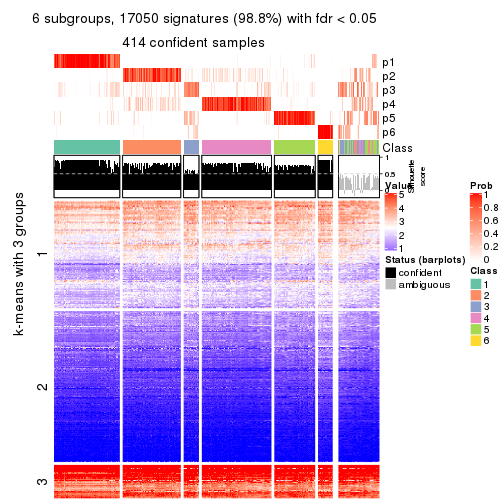 6 subgroups, 17050 signatures (98.8%) with fdr < 0.05
414 confident samples
p1
p2
p3
p4
p5
p6
Class
1
0.5
0
Silhouette
score
k-means with 3 groups
1
2
3
Value
5
4
3
2
1
Status (barplots)
confident
ambiguous
Prob
1
0.8
0.6
0.4
0.2
0
Class
1
2
3
4
5
6